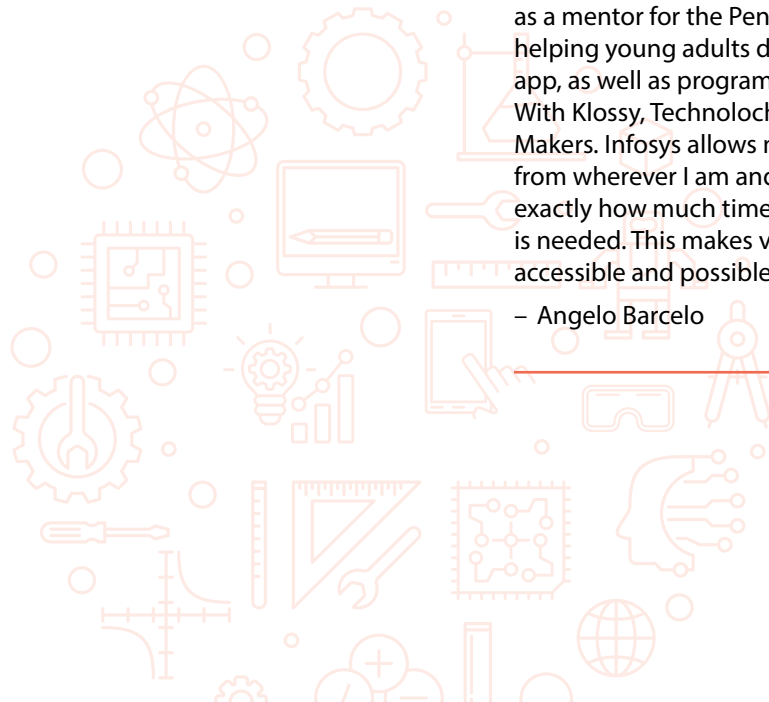 as a mentor for the Pen
helping young adults d
app, as well as program
With Klossy, Technoloch
Makers. Infosys allows
from wherever I am and
exactly how much time
is needed. This makes v
accessible and possible
– Angelo Barcelo